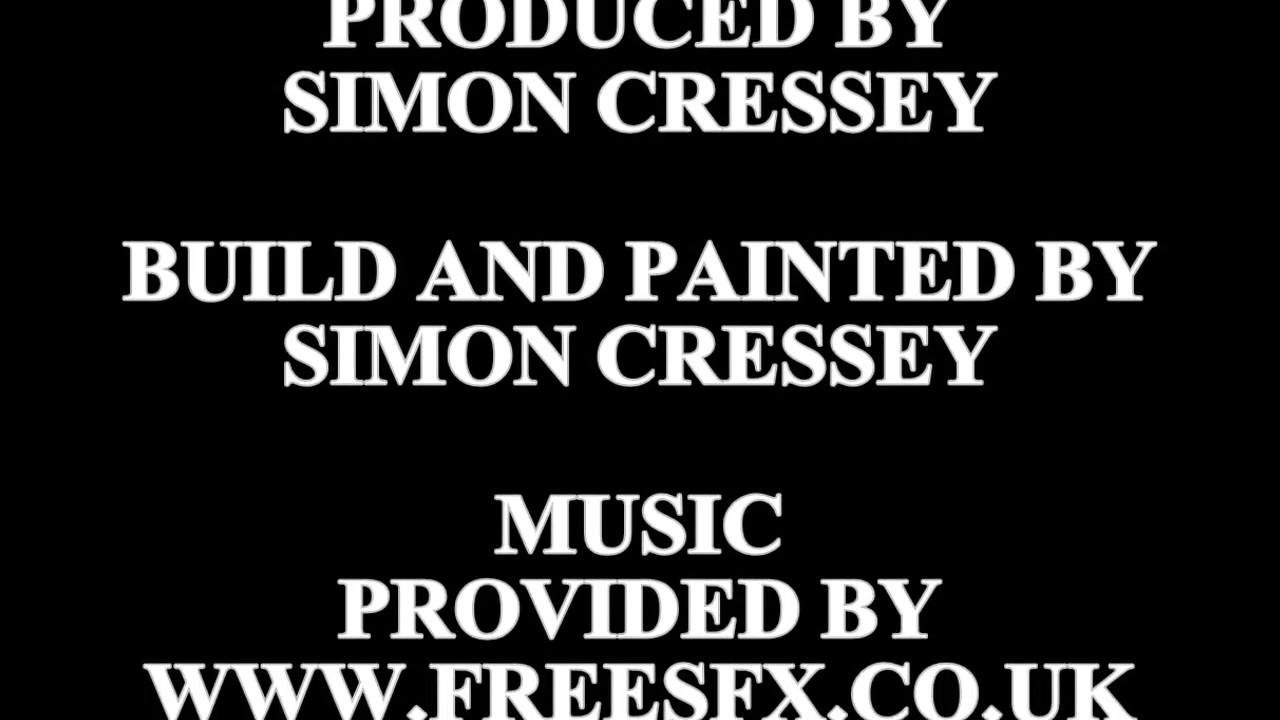 PRODUCED BY
SIMON CRESSEY
BUILD AND PAINTED BY
SIMON CRESSEY
MUSIC
PROVIDED BY
WWW.FREESFX.CO.UK